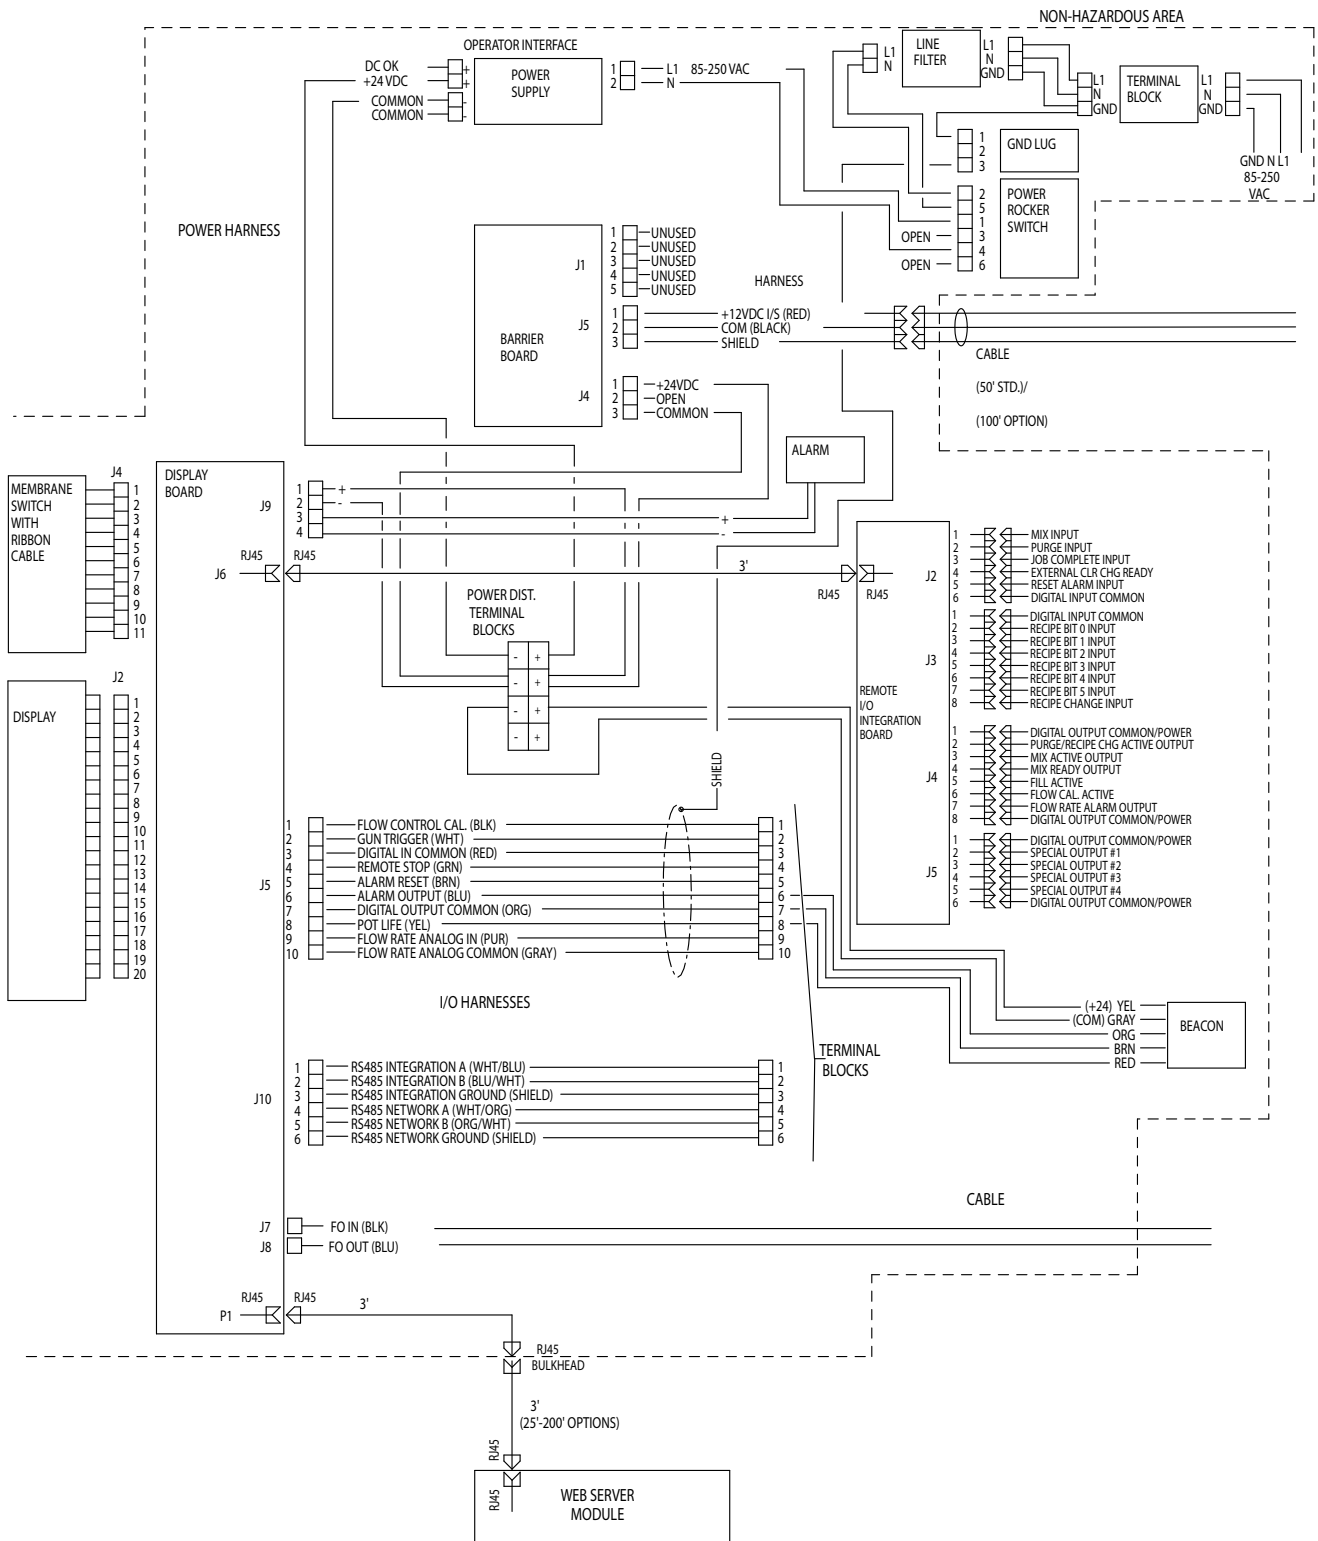 NON-HAZARDOUS AREA
OPERATOR INTERFACE
DC OK
+24 VDC
COMMON
COMMON
+
+
-
-
POWER
SUPPLY
1
2
L1 85-250 VAC
N
L1
N
LINE
FILTER
L1
N
GND
L1
N
GND
TERMINAL
BLOCK
L1
N
GND
GND N L1
85-250
VAC
1
2
3
GND LUG
2
5
1
3
4
6
OPEN
OPEN
POWER
ROCKER
SWITCH
POWER HARNESS
BARRIER
BOARD
J1
1 UNUSED
2 UNUSED
3 UNUSED
4 UNUSED
5 UNUSED
HARNESS
J5
1 +12VDC I/S (RED)
2 COM (BLACK)
3 SHIELD
J4
1 +24VDC
2 OPEN
3 COMMON
CABLE
(50' STD.)/
(100' OPTION)
ALARM
MEMBRANE
SWITCH
WITH
RIBBON
CABLE
J4
1
2
3
4
5
6
7
8
9
10
11
DISPLAY
BOARD
J9
1 +
2 -
3 +
4 -
J6
RJ45
RJ45
3'
RJ45
RJ45
POWER DIST.
TERMINAL
BLOCKS
- +
- +
- +
- +
DISPLAY
J2
1
2
3
4
5
6
7
8
9
10
11
12
13
14
15
16
17
18
19
20
REMOTE
I/O
INTEGRATION
BOARD
J2
1 MIX INPUT
2 PURGE INPUT
3 JOB COMPLETE INPUT
4 EXTERNAL CLR CHG READY
5 RESET ALARM INPUT
6 DIGITAL INPUT COMMON
J3
1 DIGITAL INPUT COMMON
2 RECIPE BIT 0 INPUT
3 RECIPE BIT 1 INPUT
4 RECIPE BIT 2 INPUT
5 RECIPE BIT 3 INPUT
6 RECIPE BIT 4 INPUT
7 RECIPE BIT 5 INPUT
8 RECIPE CHANGE INPUT
J4
1 DIGITAL OUTPUT COMMON/POWER
2 PURGE/RECIPE CHG ACTIVE OUTPUT
3 MIX ACTIVE OUTPUT
4 MIX READY OUTPUT
5 FILL ACTIVE
6 FLOW CAL. ACTIVE
7 FLOW RATE ALARM OUTPUT
8 DIGITAL OUTPUT COMMON/POWER
J5
1 DIGITAL OUTPUT COMMON/POWER
2 SPECIAL OUTPUT #1
3 SPECIAL OUTPUT #2
4 SPECIAL OUTPUT #3
5 SPECIAL OUTPUT #4
6 DIGITAL OUTPUT COMMON/POWER
SHIELD
J5
1 FLOW CONTROL CAL. (BLK) 1
2 GUN TRIGGER (WHT) 2
3 DIGITAL IN COMMON (RED) 3
4 REMOTE STOP (GRN) 4
5 ALARM RESET (BRN) 5
6 ALARM OUTPUT (BLU) 6
7 DIGITAL OUTPUT COMMON (ORG) 7
8 POT LIFE (YEL) 8
9 FLOW RATE ANALOG IN (PUR) 9
10 FLOW RATE ANALOG COMMON (GRAY) 10
I/O HARNESSES
(+24) YEL
(COM) GRAY
ORG
BRN
RED
BEACON
TERMINAL
BLOCKS
J10
1 RS485 INTEGRATION A (WHT/BLU) 1
2 RS485 INTEGRATION B (BLU/WHT) 2
3 RS485 INTEGRATION GROUND (SHIELD) 3
4 RS485 NETWORK A (WHT/ORG) 4
5 RS485 NETWORK B (ORG/WHT) 5
6 RS485 NETWORK GROUND (SHIELD) 6
CABLE
J7 FO IN (BLK)
J8 FO OUT (BLU)
P1
RJ45
RJ45
3'
RJ45
BULKHEAD
3'
(25'-200' OPTIONS)
RJ45
RJ45
WEB SERVER
MODULE